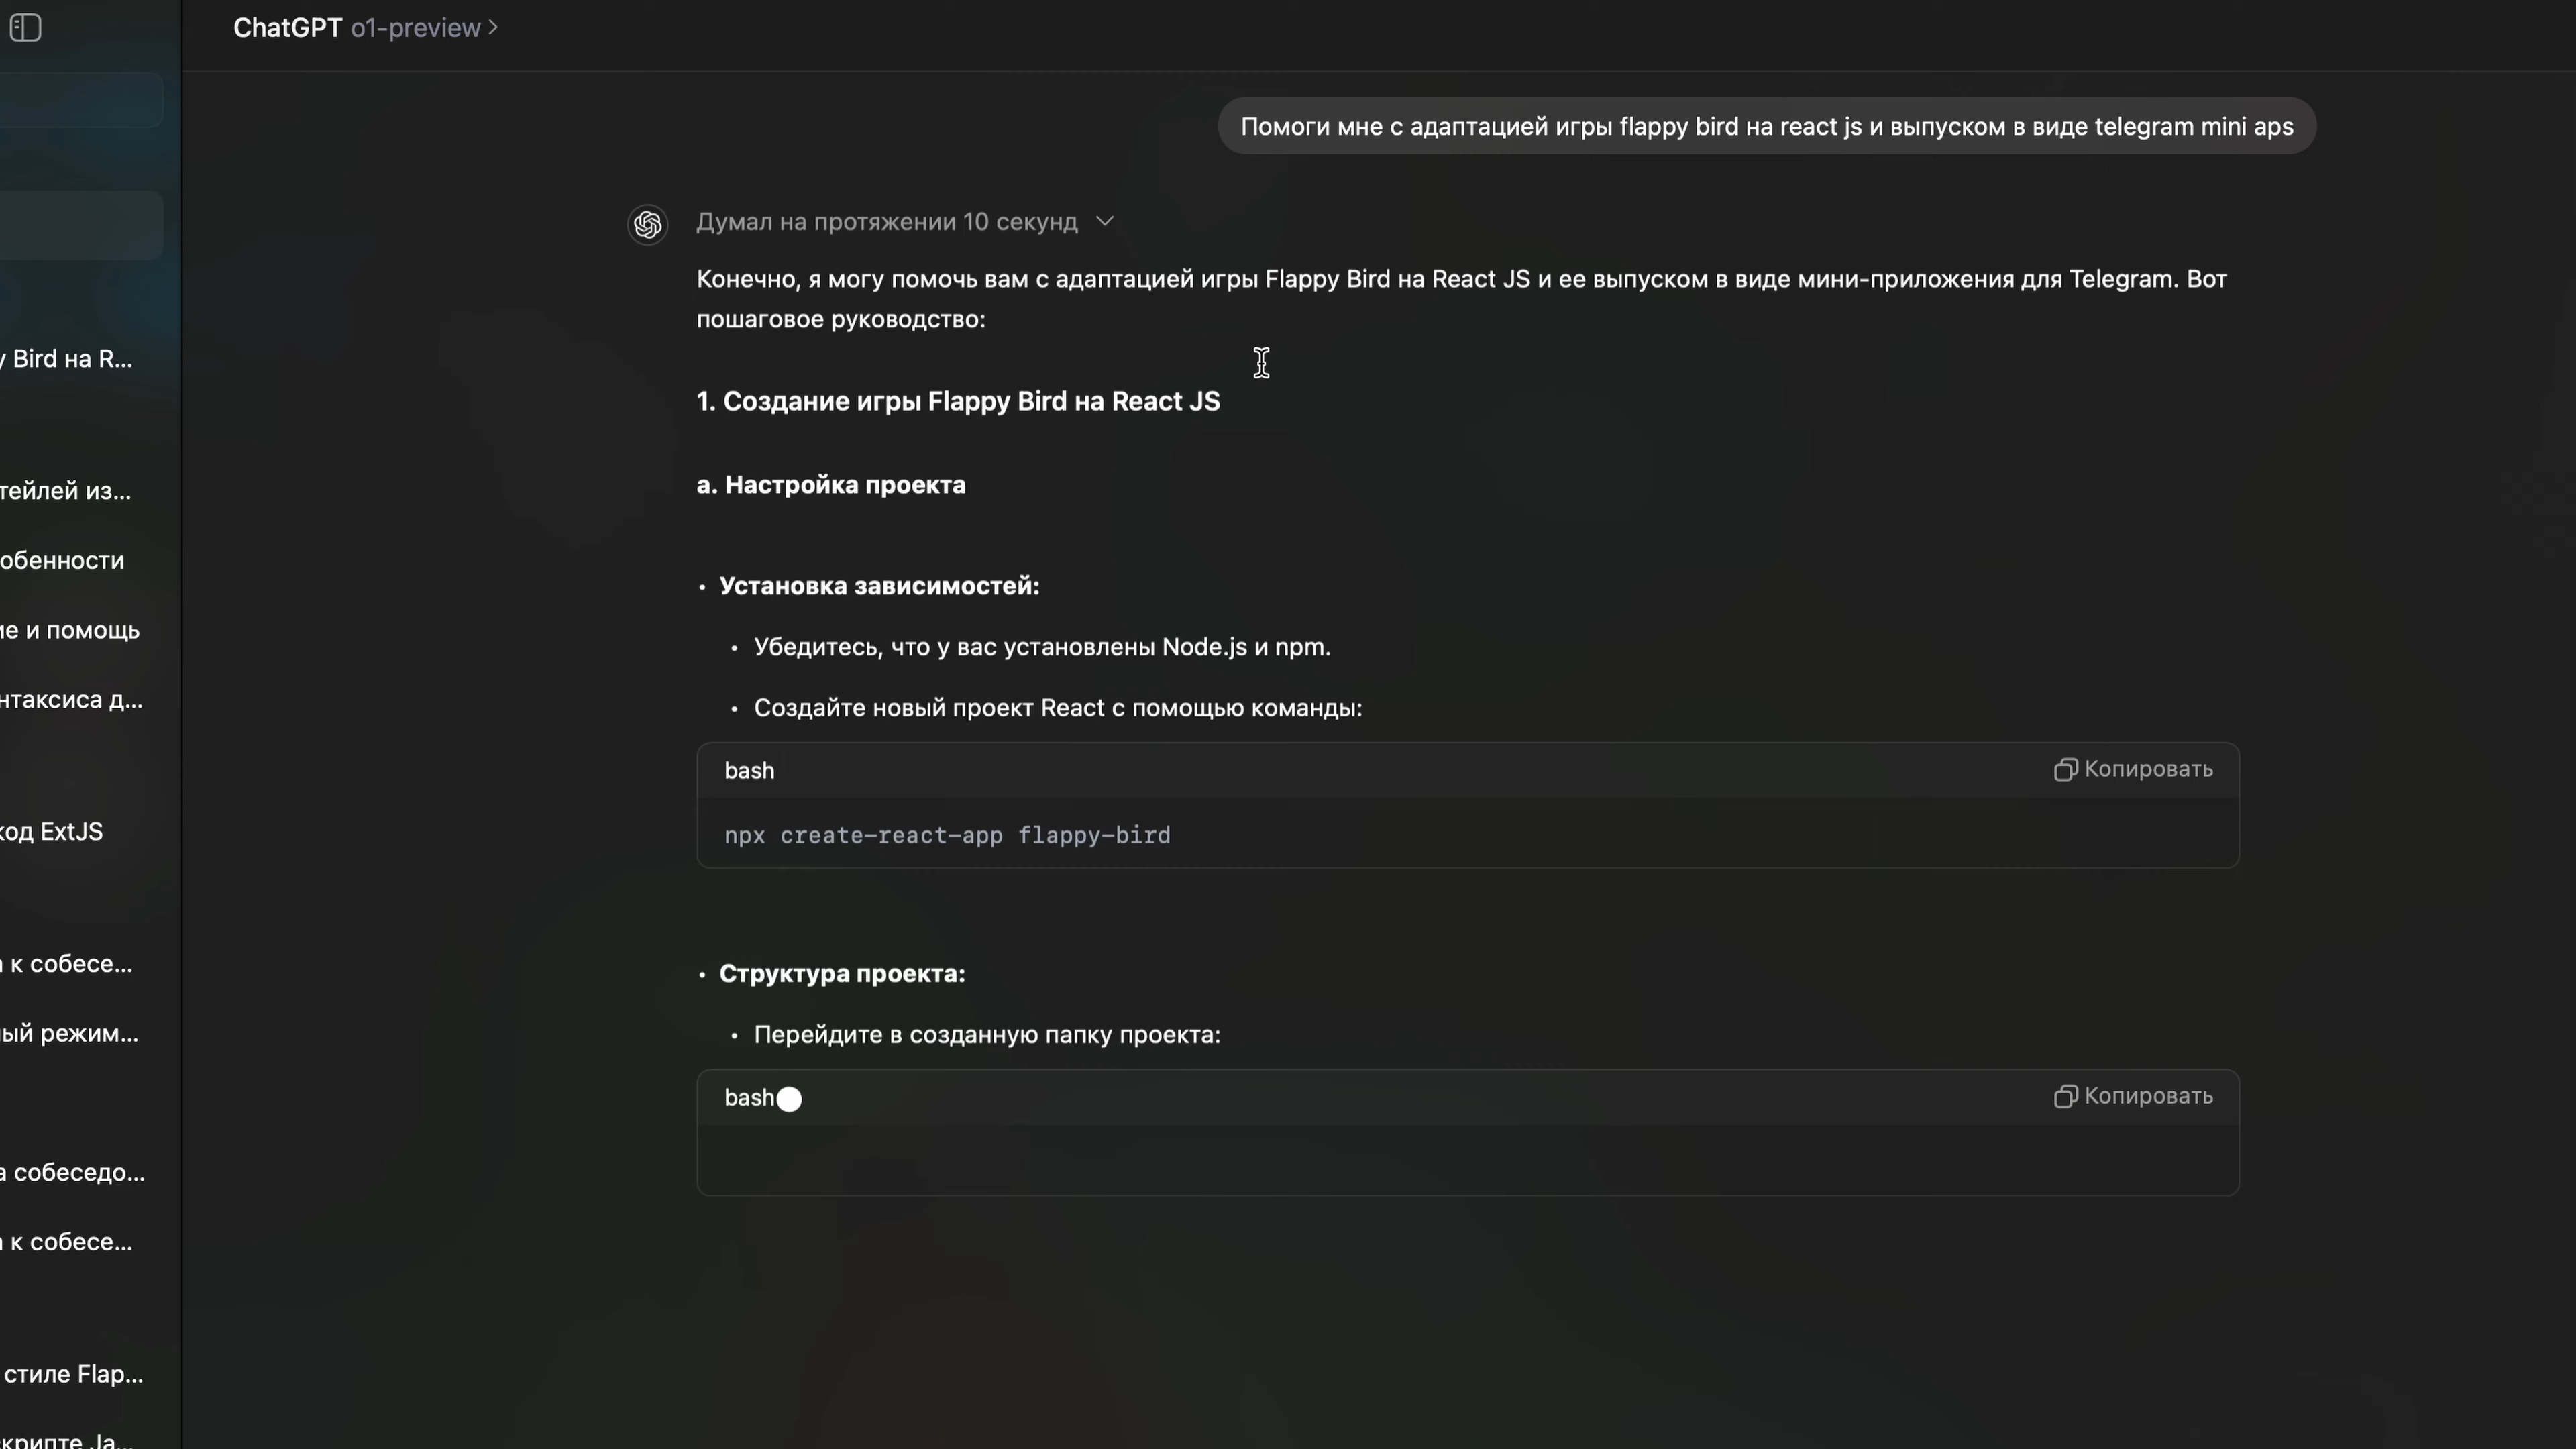 ChatGPT o1-preview >
Помоги мне с адаптацией игры flappy bird на react js и выпуском в виде telegram mini aps
Думал на протяжении 10 секунд
Конечно, я могу помочь вам с адаптацией игры Flappy Bird на React JS и ее выпуском в виде мини-приложения для Telegram. Вот
пошаговое руководство:
1. Создание игры Flappy Bird на React JS
a. Настройка проекта
• Установка зависимостей:
• Убедитесь, что у вас установлены Node.js и npm.
• Создайте новый проект React с помощью команды:
bash
Копировать
npx create-react-app flappy-bird
• Структура проекта:
• Перейдите в созданную папку проекта:
bash
Копировать
Bird на R...
тейлей из...
обенности
ие и помощь
нтаксиса д...
код ExtJS
к собесе...
ый режим...
а собеседо...
к собесе...
стиле Flap...
крипте Ja...